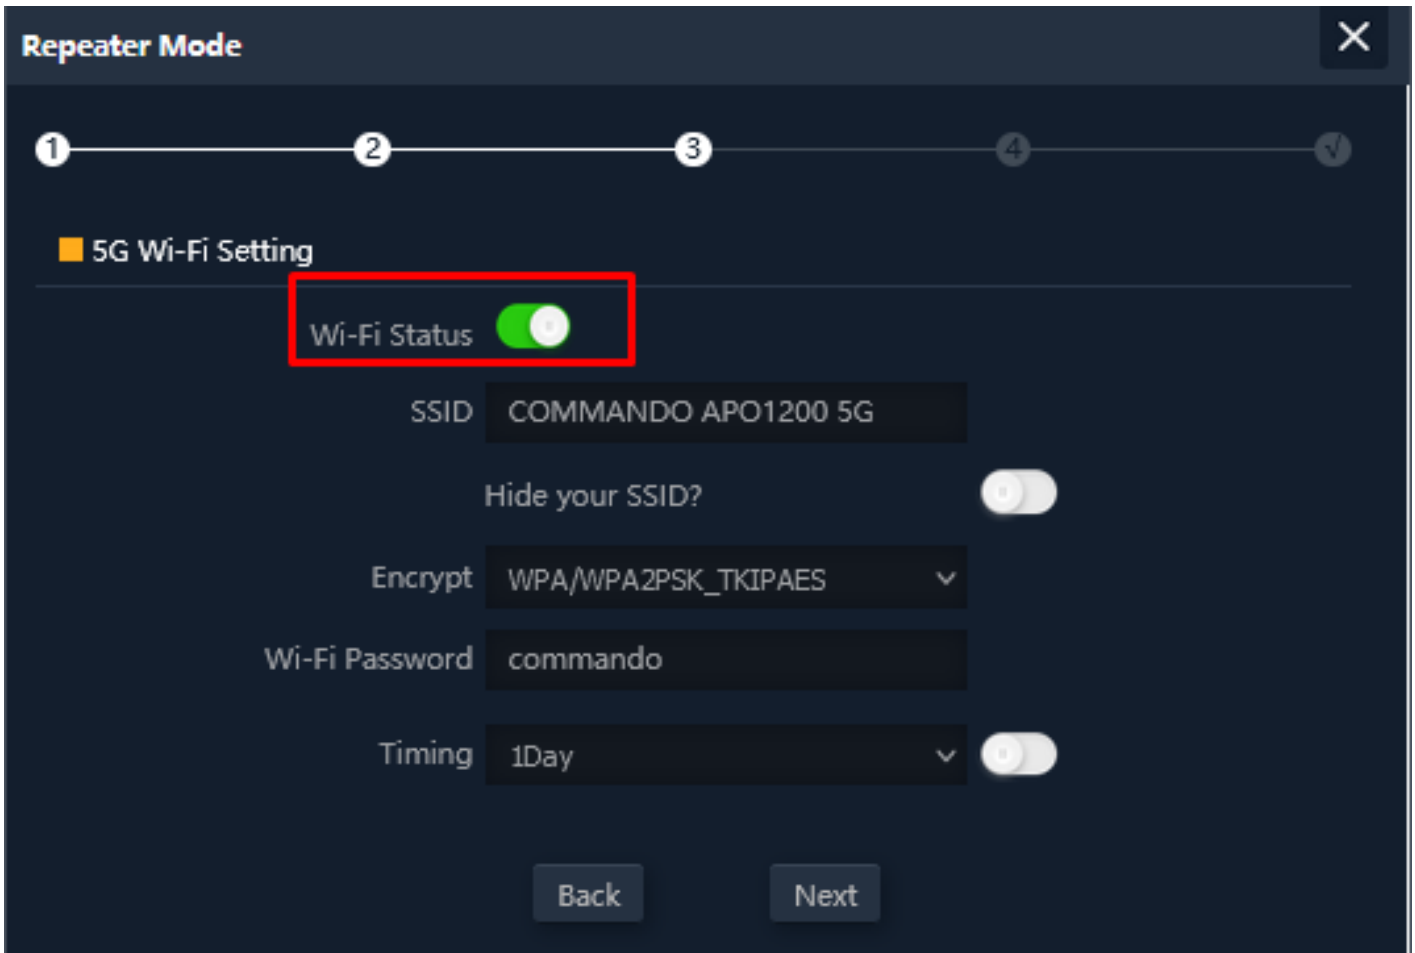 Repeater Mode
1 2 3 4 √
5G Wi-Fi Setting
Wi-Fi Status
SSID COMMANDO APO1200 5G
Hide your SSID?
Encrypt WPA/WPA2PSK_TKIPAES
Wi-Fi Password commando
Timing 1Day
Back Next